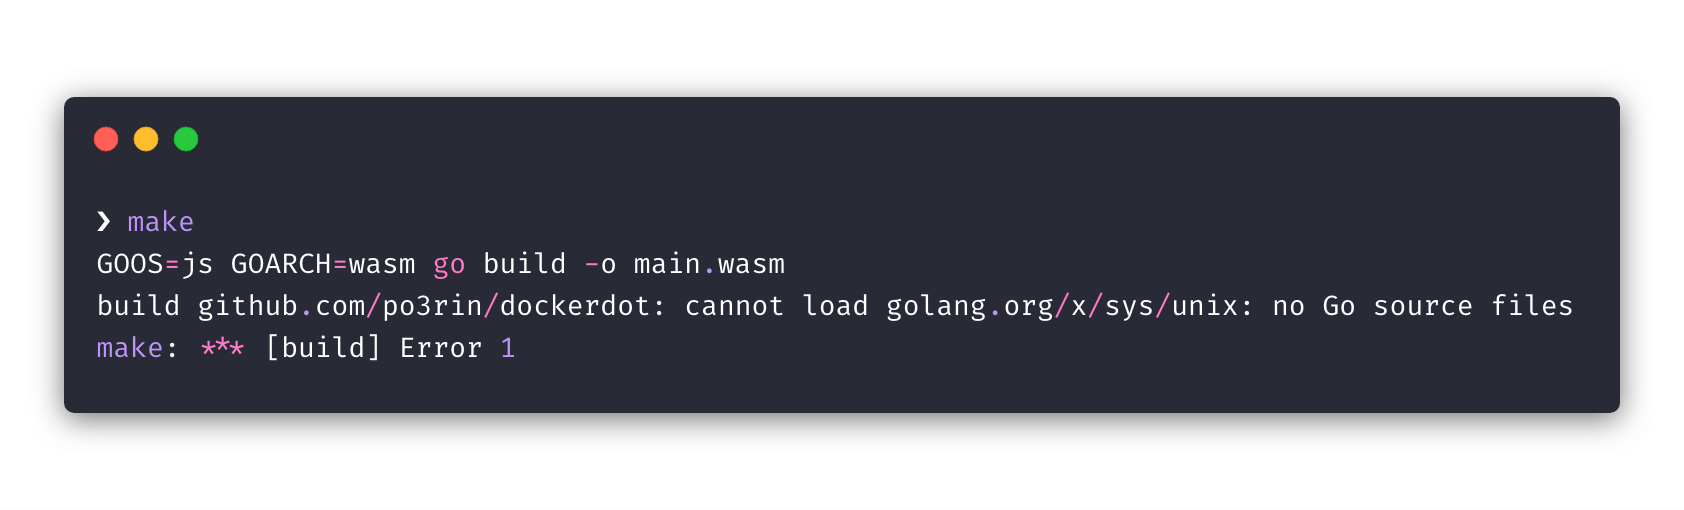 ❯ make
GOOS=js GOARCH=wasm go build -o main.wasm
build github.com/po3rin/dockerdot: cannot load golang.org/x/sys/unix: no Go source files
make: *** [build] Error 1